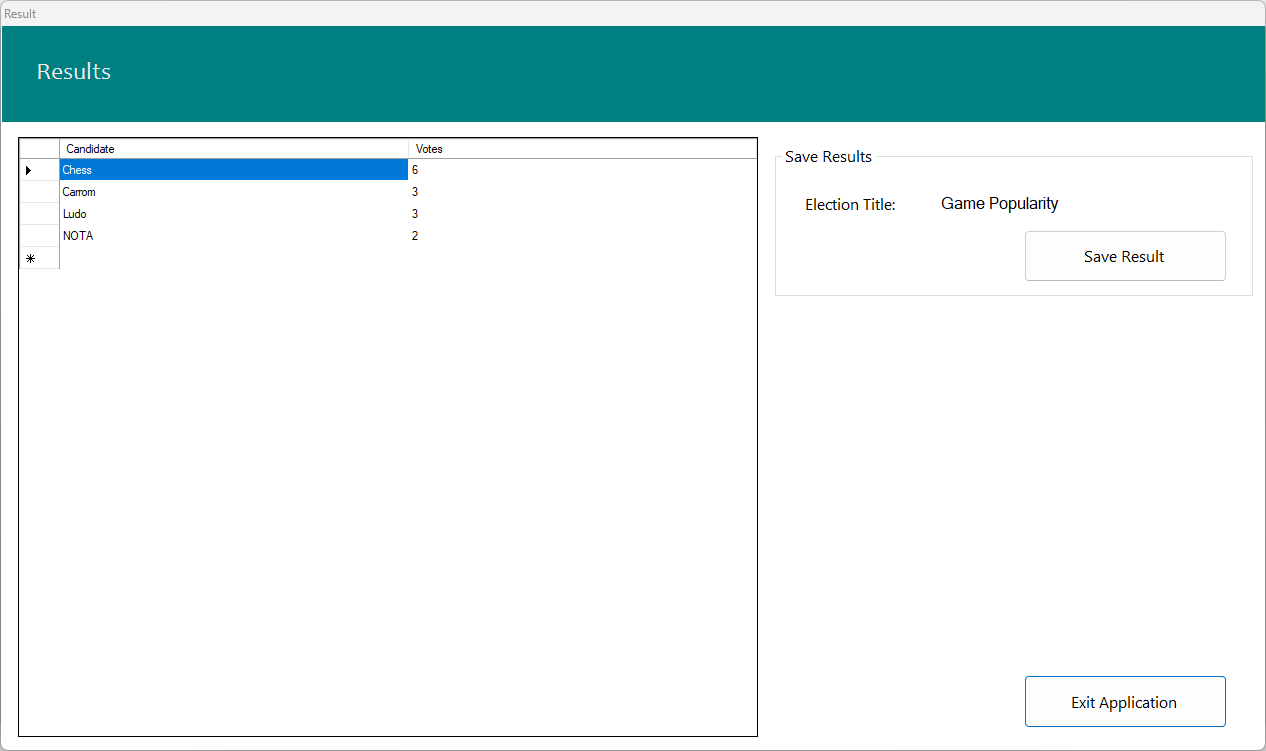 Result
Results
Candidate Votes
Chess 6
Carrom 3
Ludo 3
NOTA 2
Save Results
Election Title: Game Popularity
Save Result
Exit Application